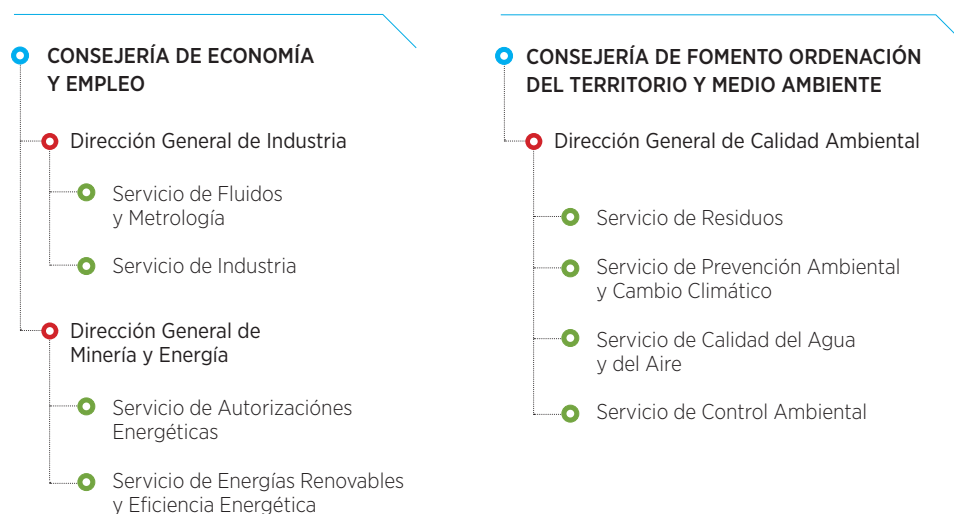 CONSEJERÍA DE ECONOMÍA
Y EMPLEO
Dirección General de Industria
Servicio de Fluidos
y Metrología
Servicio de Industria
Dirección General de
Minería y Energía
Servicio de Autorizaciónes
Energéticas
Servicio de Energías Renovables
y Eficiencia Energética
CONSEJERÍA DE FOMENTO ORDENACIÓN
DEL TERRITORIO Y MEDIO AMBIENTE
Dirección General de Calidad Ambiental
Servicio de Residuos
Servicio de Prevención Ambiental
y Cambio Climático
Servicio de Calidad del Agua
y del Aire
Servicio de Control Ambiental